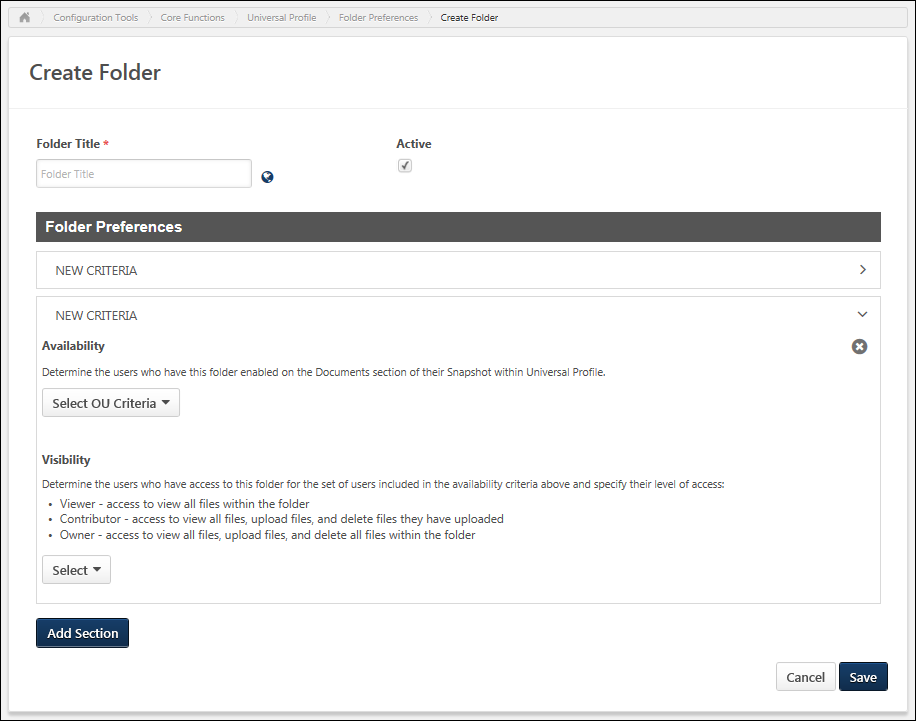 Configuration Tools Core Functions Universal Profile Folder Preferences Create Folder
Create Folder
Folder Title * Active
Folder Title
Folder Preferences
NEW CRITERIA
NEW CRITERIA
Availability
Determine the users who have this folder enabled on the Documents section of their Snapshot within Universal Profile.
Select OU Criteria
Visibility
Determine the users who have access to this folder for the set of users included in the availability criteria above and specify their level of access:
• Viewer - access to view all files within the folder
• Contributor - access to view all files, upload files, and delete files they have uploaded
• Owner - access to view all files, upload files, and delete all files within the folder
Select
Add Section
Cancel Save